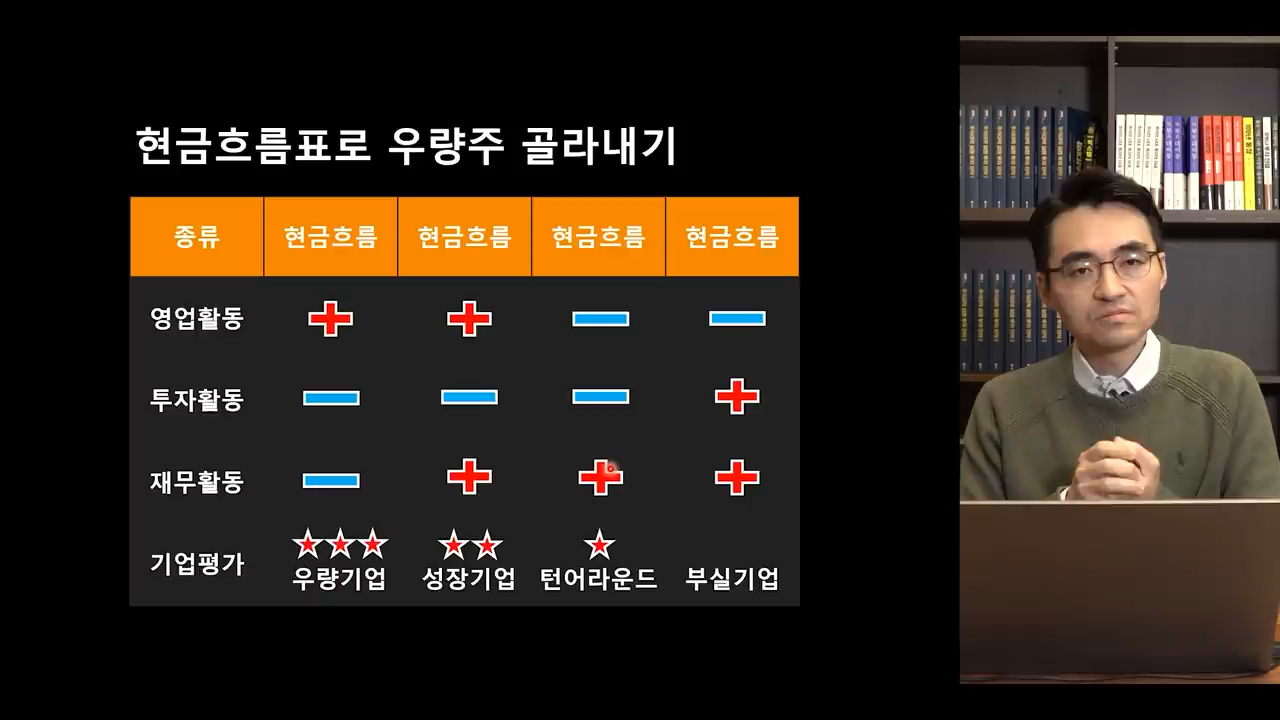 현금흐름표로 우량주 골라내기
종류 현금흐름 현금흐름 현금흐름 현금흐름
영업활동 + + - -
투자활동 - - - +
재무활동 - + + +
기업평가 ★★★ ★★ ★
우량기업 성장기업 턴어라운드 부실기업